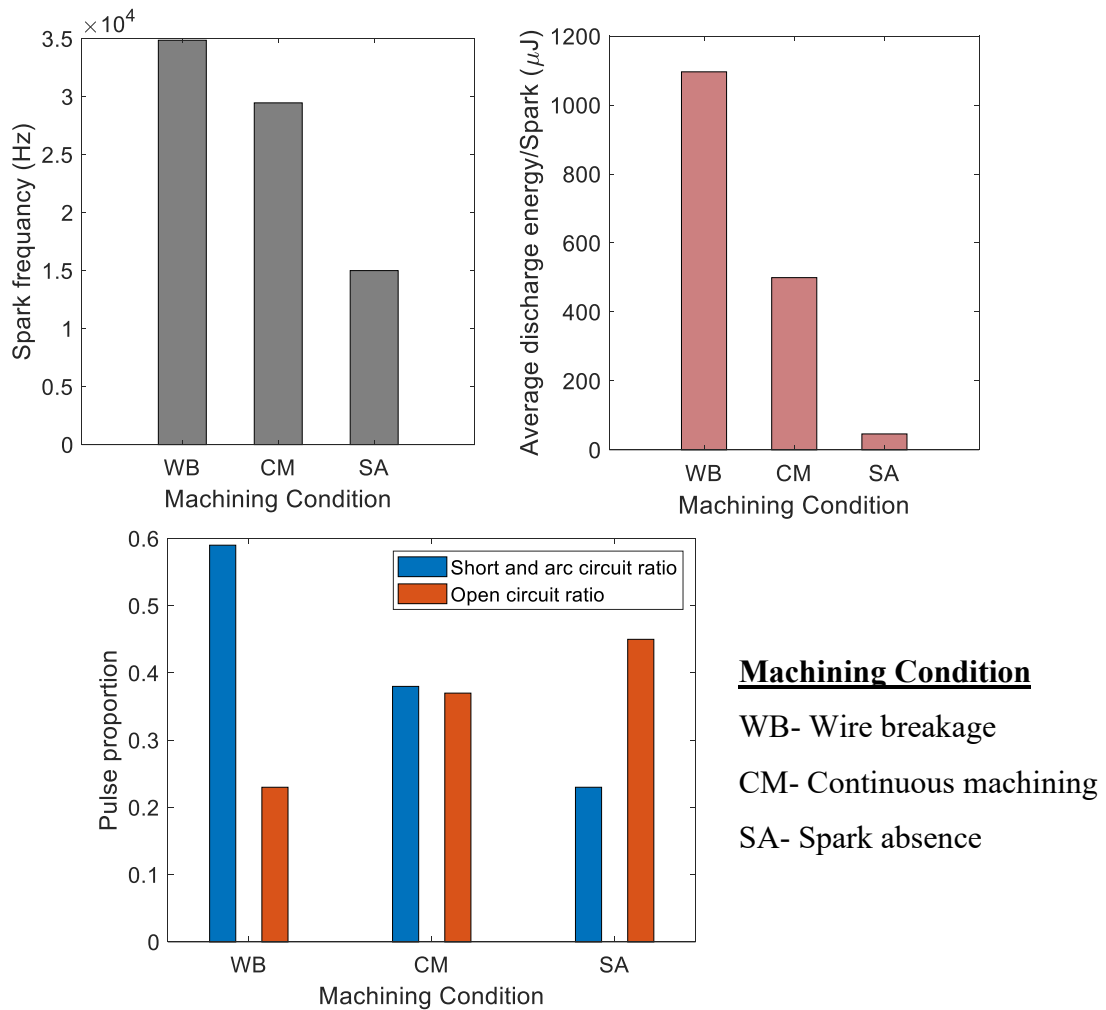 ×10⁴
3.5
3
2.5
2
1.5
1
0.5
0
Spark frequancy (Hz)
WB CM SA
Machining Condition
1200
1000
800
600
400
200
0
Average discharge energy/Spark (μJ)
WB CM SA
Machining Condition
0.6
0.5
0.4
0.3
0.2
0.1
0
Pulse proportion
Short and arc circuit ratio
Open circuit ratio
WB CM SA
Machining Condition
Machining Condition
WB- Wire breakage
CM- Continuous machining
SA- Spark absence